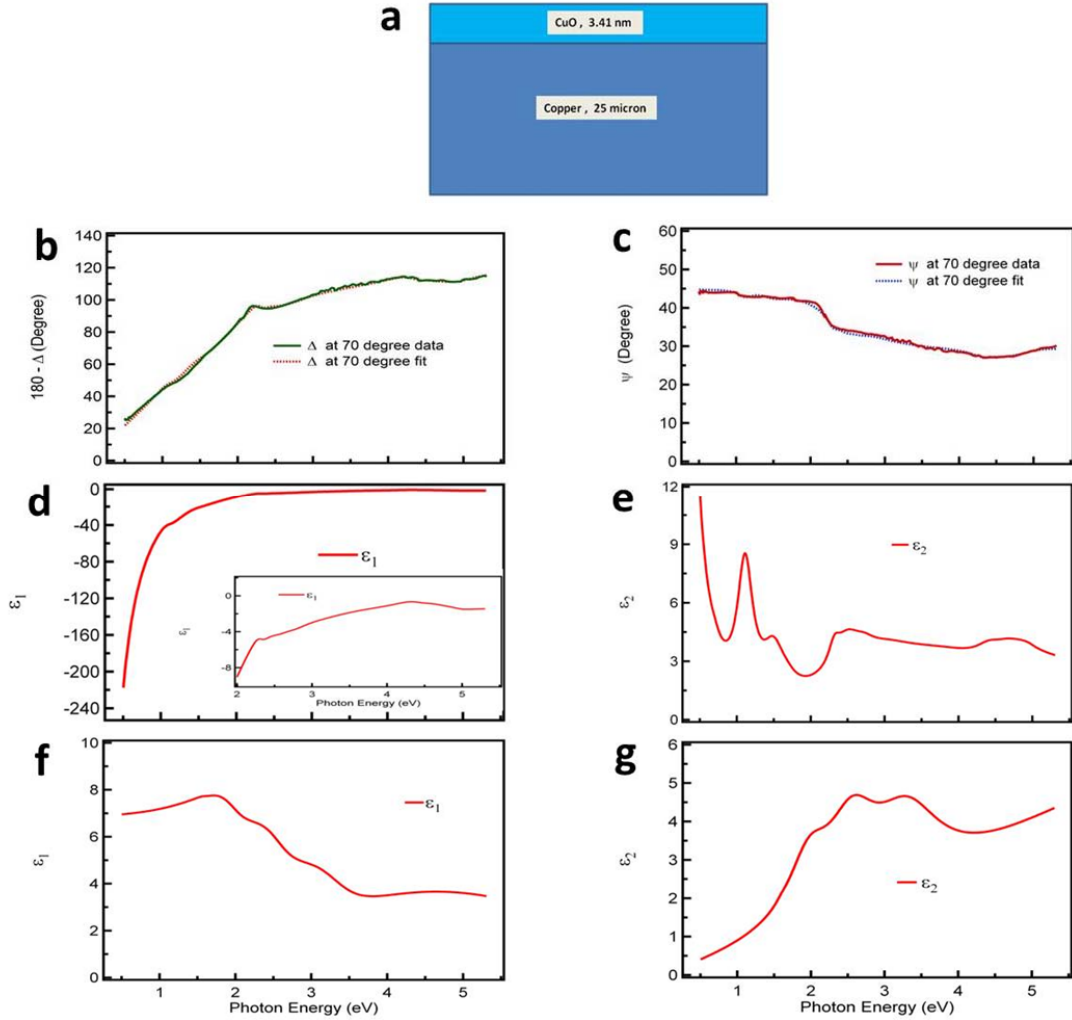 a
CuO , 3.41 nm
Copper , 25 micron
b
180 - Δ (Degree)
140
120
100
80
60
40
20
0
Δ at 70 degree data
Δ at 70 degree fit
c
ψ (Degree)
60
50
40
30
20
10
0
ψ at 70 degree data
ψ at 70 degree fit
d
ε1
0
-40
-80
-120
-160
-200
-240
ε1
ε1
0
-4
-8
ε1
2 3 4 5
Photon Energy (eV)
e
ε2
12
9
6
3
0
ε2
f
ε1
10
8
6
4
2
0
ε1
1 2 3 4 5
Photon Energy (eV)
g
ε2
6
5
4
3
2
1
0
ε2
1 2 3 4 5
Photon Energy (eV)